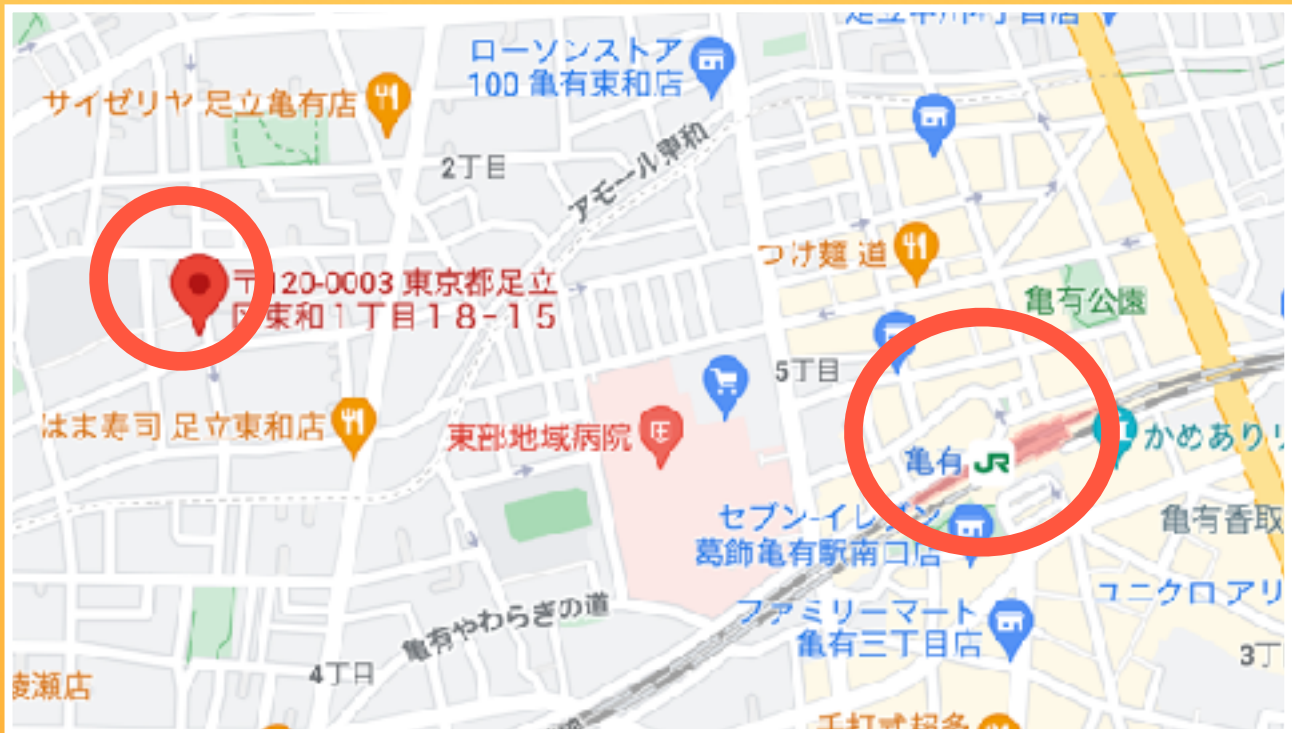 ローソンストア
100 亀有東和店
サイゼリヤ 足立亀有店
2丁目
アモール東和
つけ麺 道
〒120-0003 東京都足立
区東和1丁目18-15
亀有公園
5丁目
はま寿司 足立東和店
東部地域病院
亀有 JR
かめあり
セブン-イレブン
葛飾亀有駅南口店
亀有香取
ユニクロ アリ
ファミリーマート
亀有三丁目店
亀有やわらぎの道
4丁目
3丁
綾瀬店